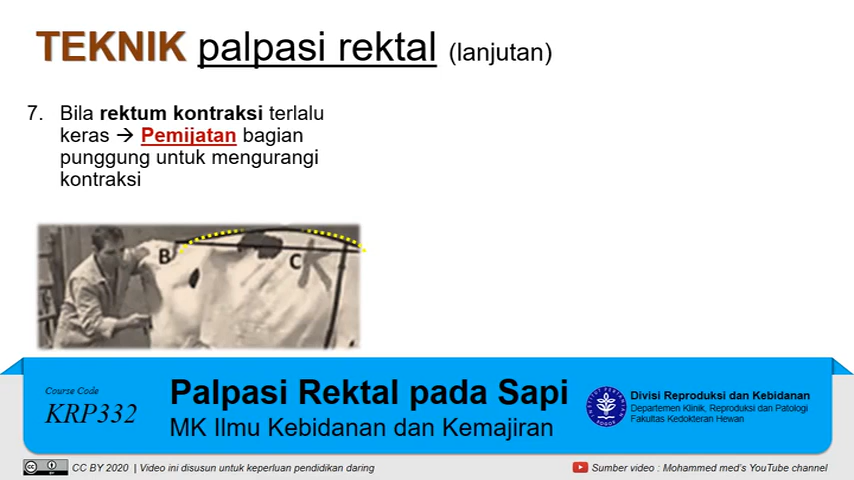 TEKNIK palpasi rektal (lanjutan)
7. Bila rektum kontraksi terlalu
keras → Pemijatan bagian
punggung untuk mengurangi
kontraksi
B
C
Course Code
KRP332
Palpasi Rektal pada Sapi
MK Ilmu Kebidanan dan Kemajiran
Divisi Reproduksi dan Kebidanan
Departemen Klinik, Reproduksi dan Patologi
Fakultas Kedokteran Hewan
CC BY 2020 | Video ini disusun untuk keperluan pendidikan daring
Sumber video : Mohammed med's YouTube channel